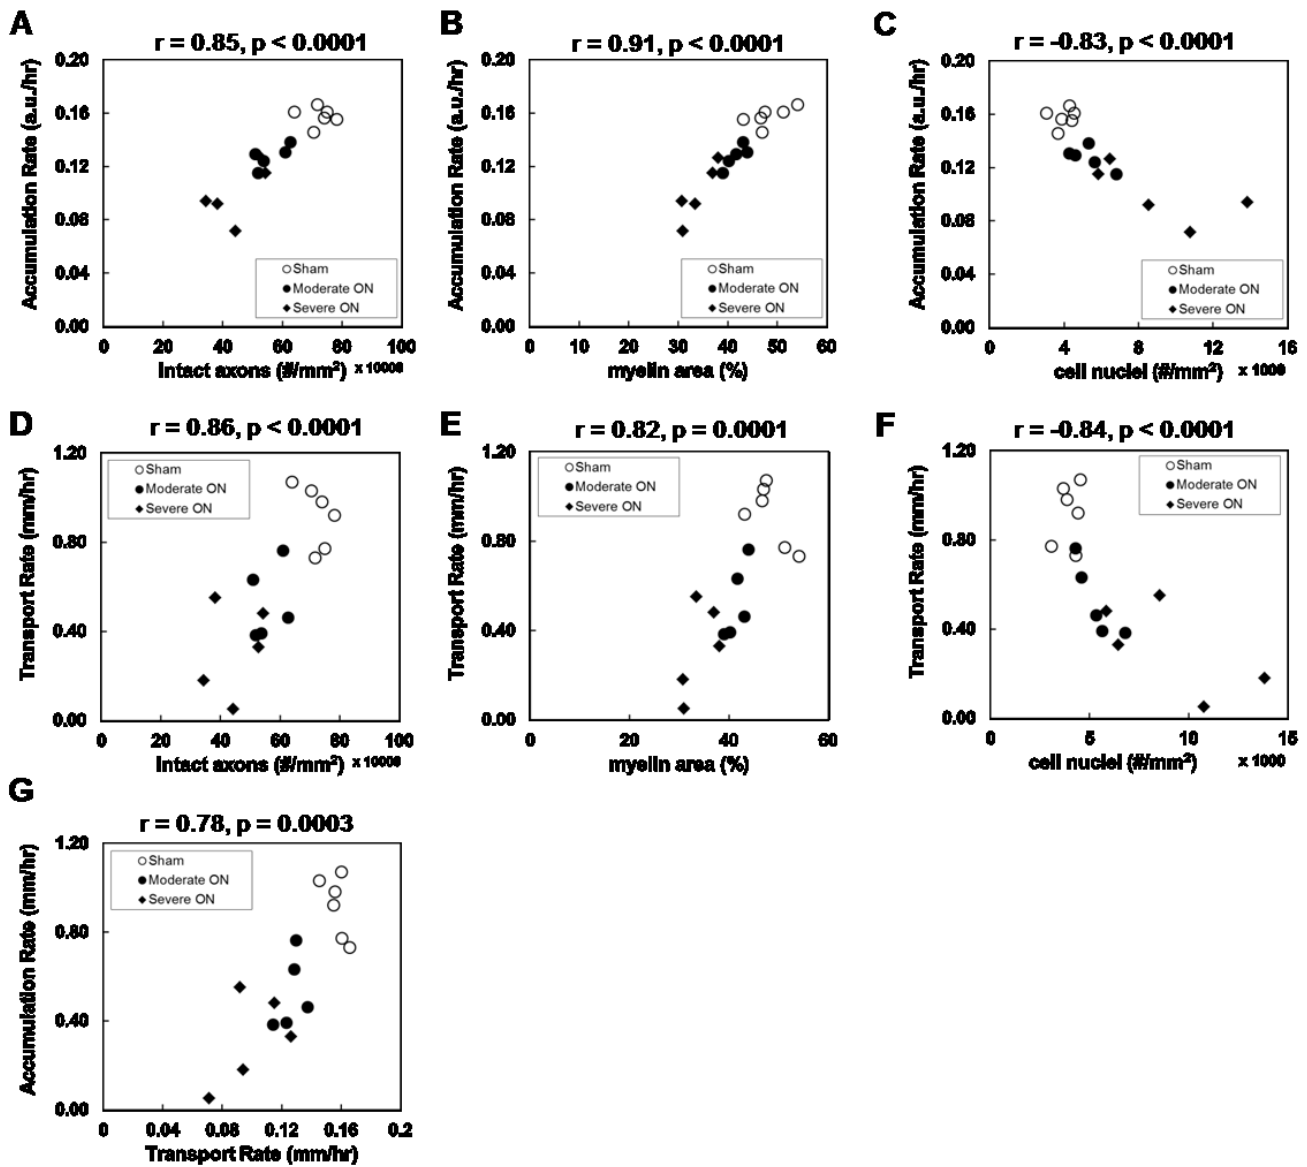 A
r = 0.85, p < 0.0001
Accumulation Rate (a.u./hr)
0.20
0.16
0.12
0.08
0.04
0.00
Sham
Moderate ON
Severe ON
0 20 40 60 80 100
Intact axons (#/mm²) x 10000
B
r = 0.91, p < 0.0001
Accumulation Rate (a.u./hr)
0.20
0.16
0.12
0.08
0.04
0.00
Sham
Moderate ON
Severe ON
0 10 20 30 40 50 60
myelin area (%)
C
r = -0.83, p < 0.0001
Accumulation Rate (a.u./hr)
0.20
0.16
0.12
0.08
0.04
0.00
Sham
Moderate ON
Severe ON
0 4 8 12 16
cell nuclei (#/mm²) x 1000
D
r = 0.86, p < 0.0001
Transport Rate (mm/hr)
1.20
0.80
0.40
0.00
Sham
Moderate ON
Severe ON
0 20 40 60 80 100
Intact axons (#/mm²) x 10000
E
r = 0.82, p = 0.0001
Transport Rate (mm/hr)
1.20
0.80
0.40
0.00
Sham
Moderate ON
Severe ON
0 20 40 60
myelin area (%)
F
r = -0.84, p < 0.0001
Transport Rate (mm/hr)
1.20
0.80
0.40
0.00
Sham
Moderate ON
Severe ON
0 5 10 15
cell nuclei (#/mm²) x 1000
G
r = 0.78, p = 0.0003
Accumulation Rate (mm/hr)
1.20
0.80
0.40
0.00
Sham
Moderate ON
Severe ON
0 0.04 0.08 0.12 0.16 0.2
Transport Rate (mm/hr)